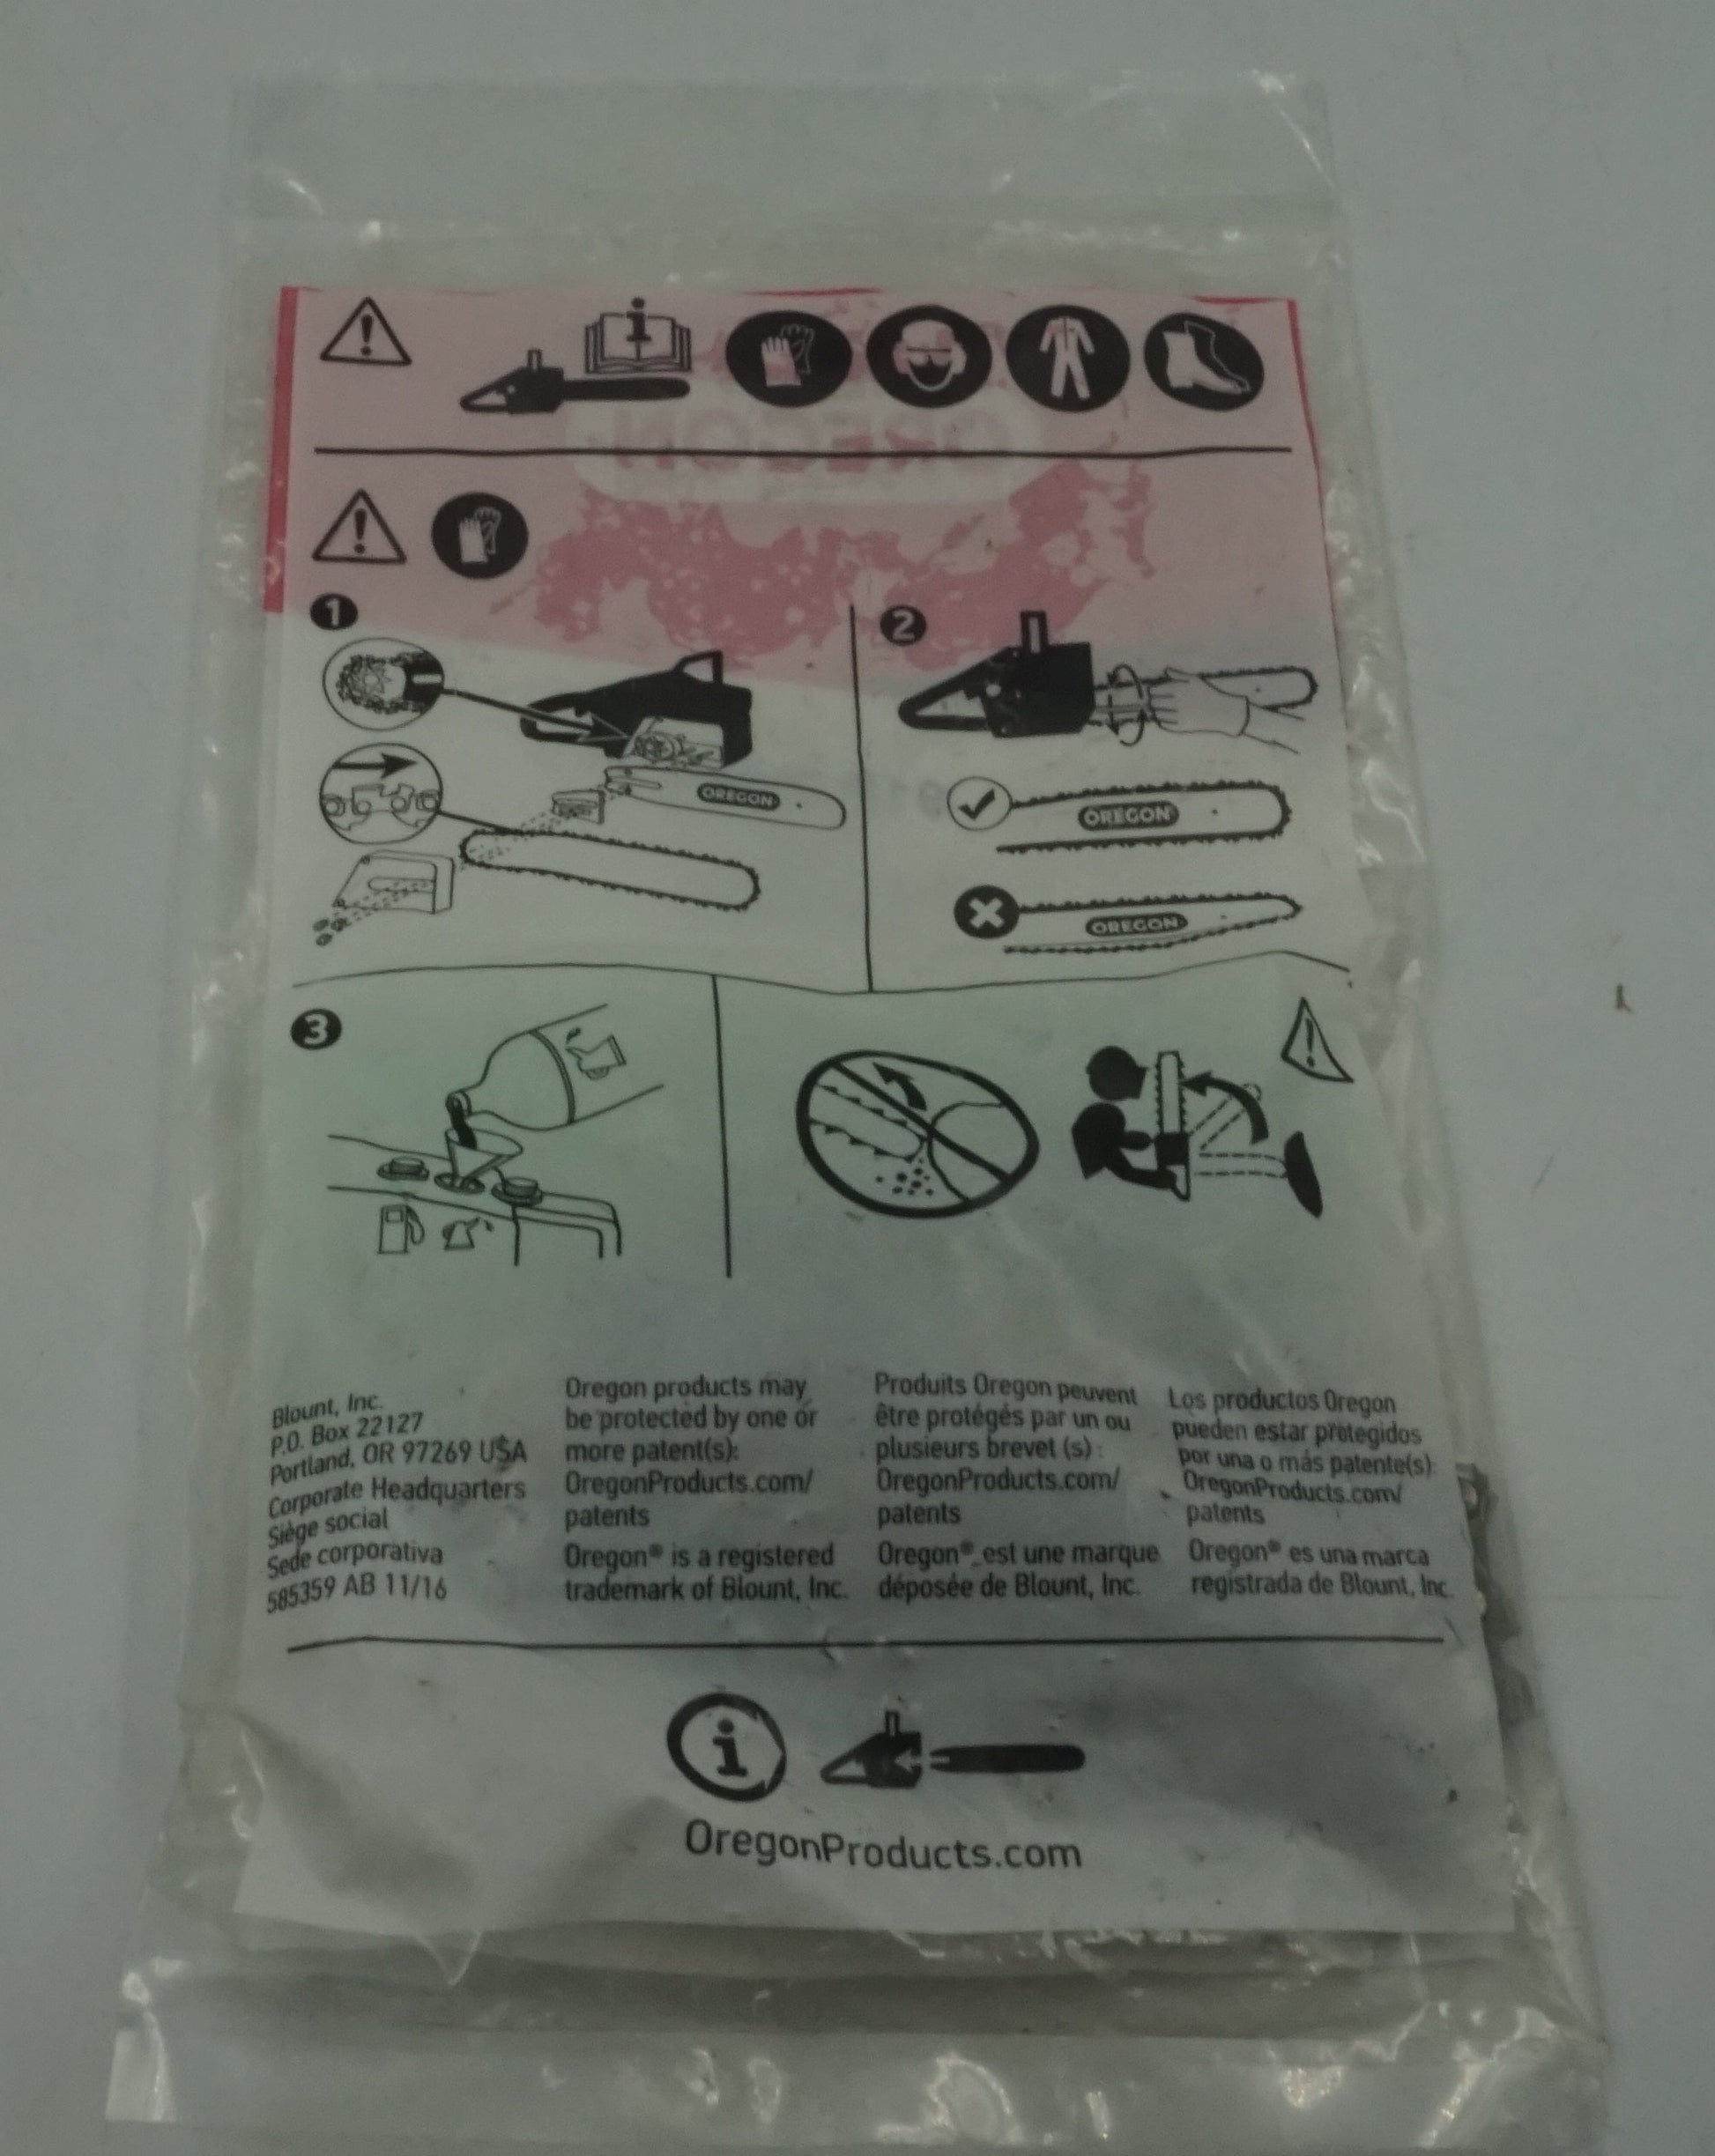 OREGON
1
2
OREGON
OREGON
OREGON
3
Blount, Inc.
P.O. Box 22127
Portland, OR 97269 USA
Corporate Headquarters
Siège social
Sede corporativa
585359 AB 11/16
Oregon products may
be protected by one or
more patent(s):
OregonProducts.com/
patents
Oregon® is a registered
trademark of Blount, Inc.
Produits Oregon peuvent
être protégés par un ou
plusieurs brevet (s) :
OregonProducts.com/
patents
Oregon® est une marque
déposée de Blount, Inc.
Los productos Oregon
pueden estar protegidos
por una o más patente(s):
OregonProducts.com/
patents
Oregon® es una marca
registrada de Blount, Inc.
i
OregonProducts.com